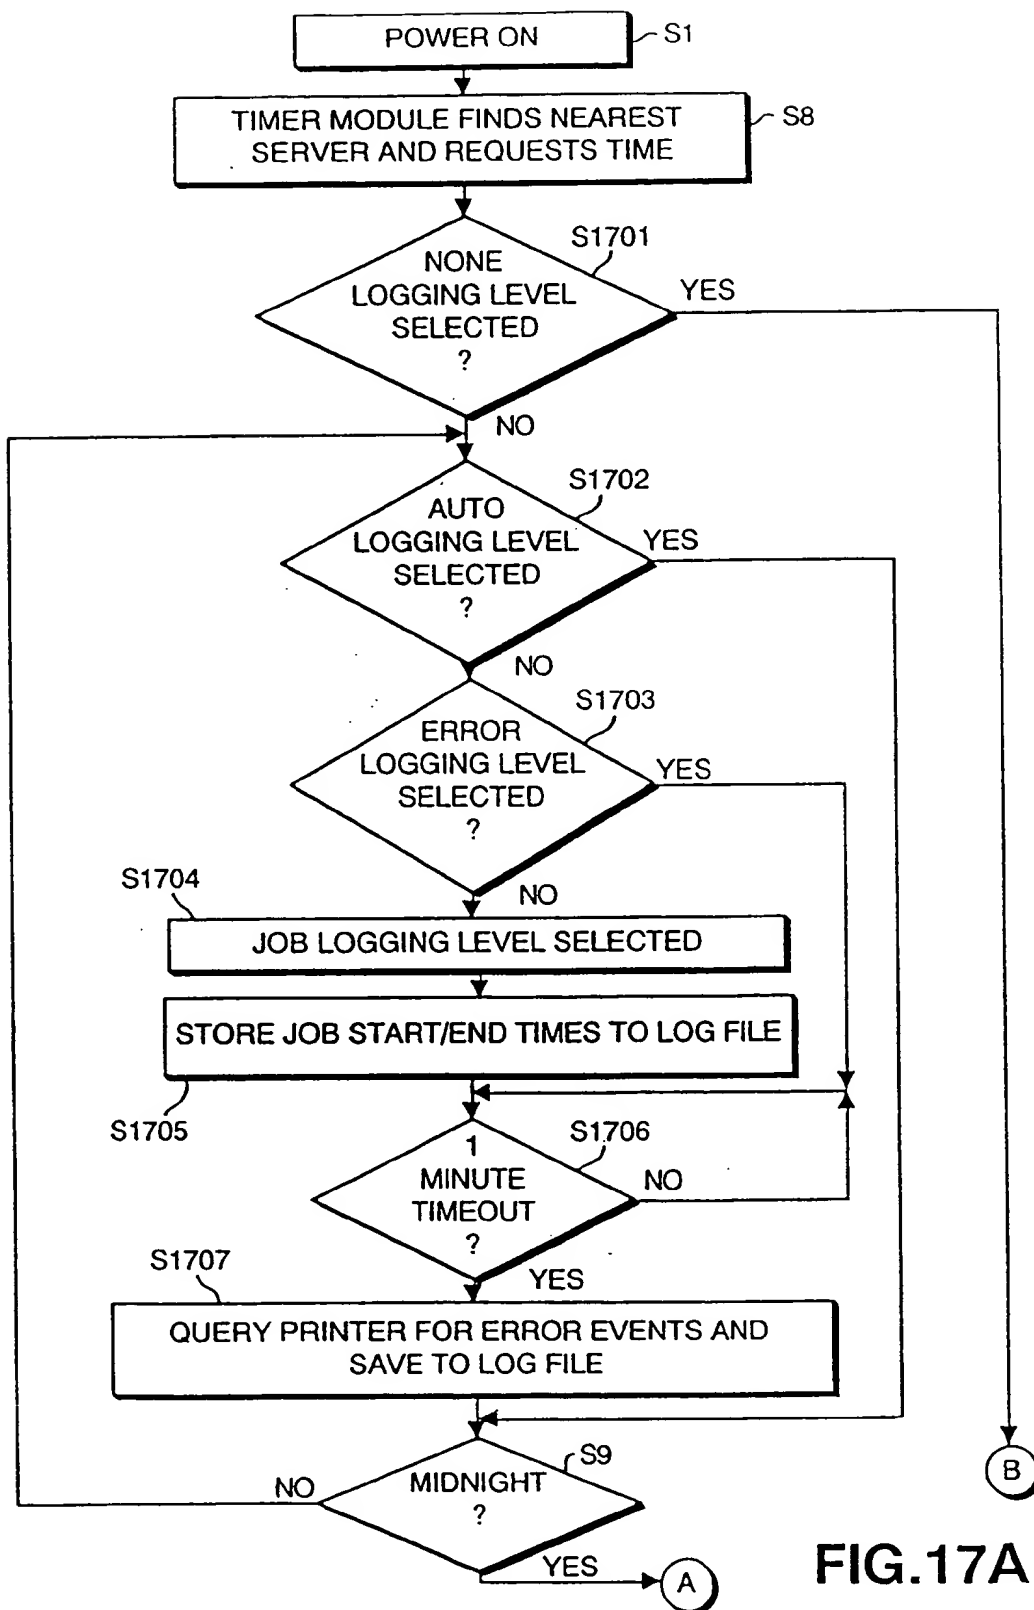 POWER ON
S1
TIMER MODULE FINDS NEAREST
SERVER AND REQUESTS TIME
S8
S1701
NONE
LOGGING LEVEL
SELECTED
?
YES
NO
S1702
AUTO
LOGGING LEVEL
SELECTED
?
YES
NO
S1703
ERROR
LOGGING LEVEL
SELECTED
?
YES
NO
S1704
JOB LOGGING LEVEL SELECTED
STORE JOB START/END TIMES TO LOG FILE
S1705
S1706
1
MINUTE
TIMEOUT
?
NO
YES
S1707
QUERY PRINTER FOR ERROR EVENTS AND
SAVE TO LOG FILE
S9
MIDNIGHT
?
NO
YES
A
B
FIG.17A